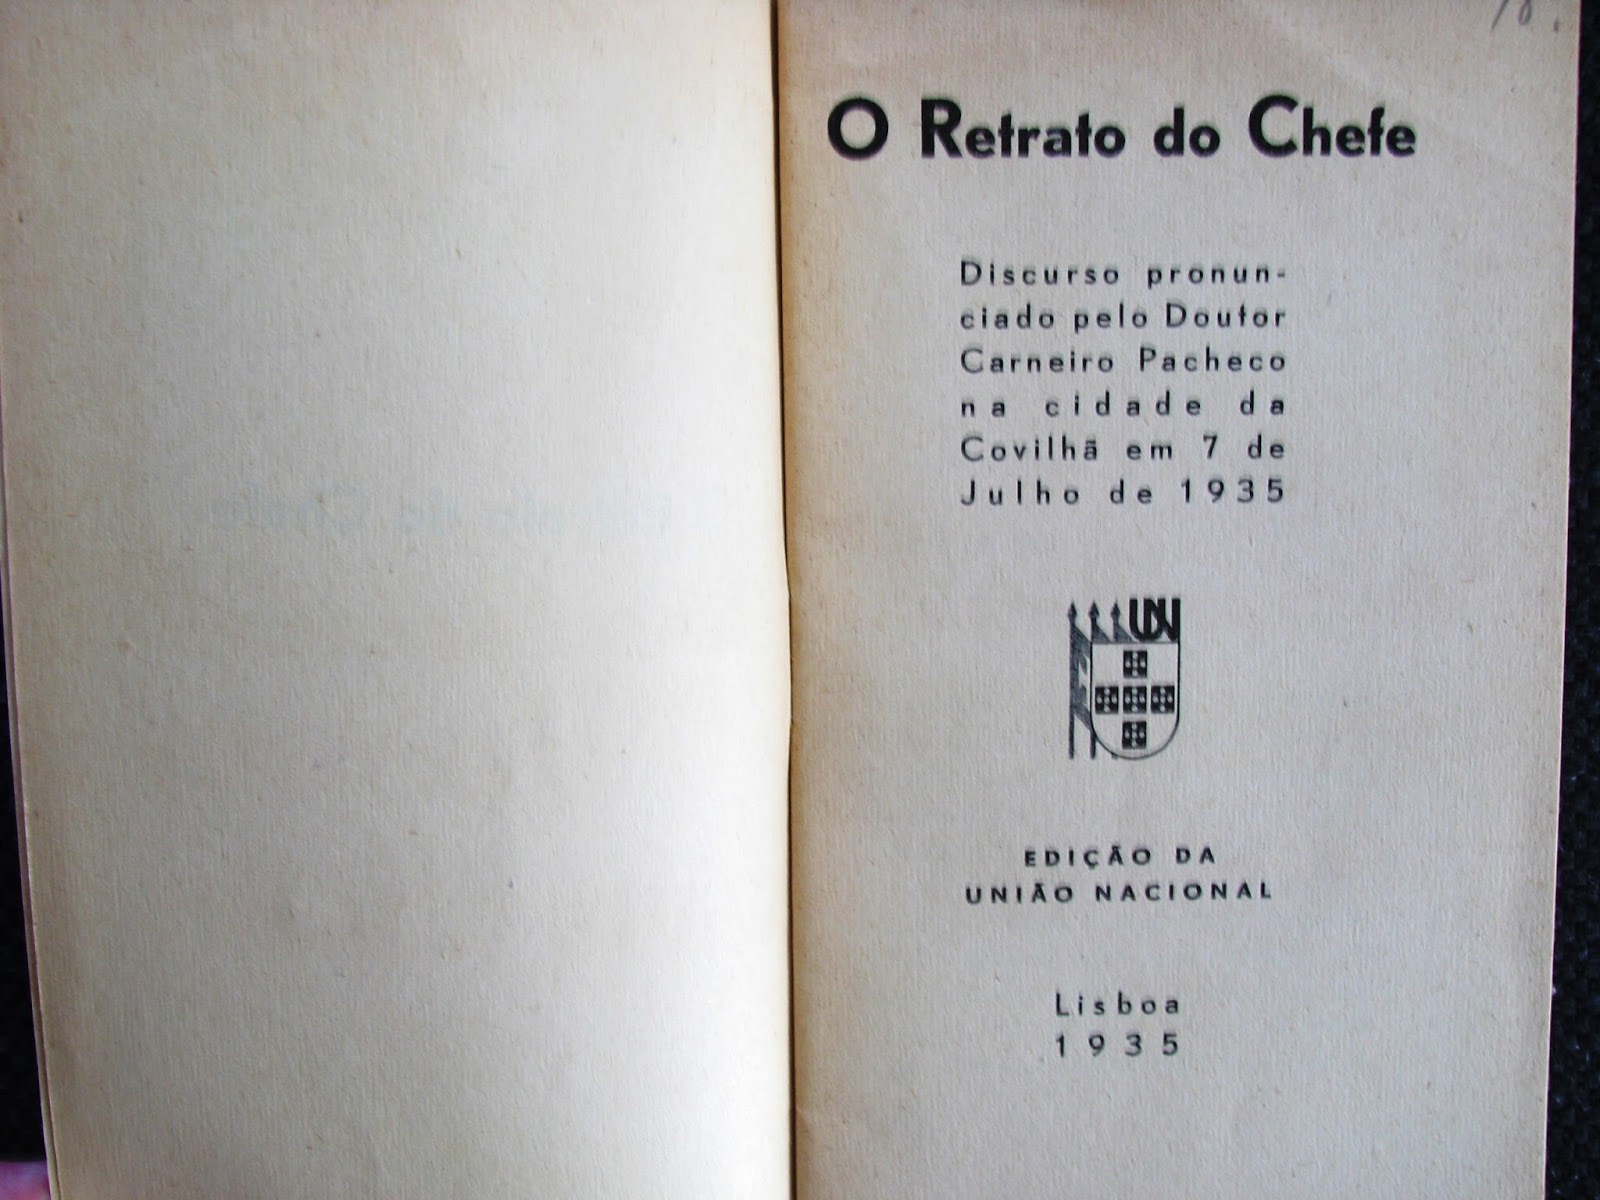 O Retrato do Chefe
Discurso pronun-
ciado pelo Doutor
Carneiro Pacheco
na cidade da
Covilhã em 7 de
Julho de 1935
UN
EDIÇÃO DA
UNIÃO NACIONAL
Lisboa
1935